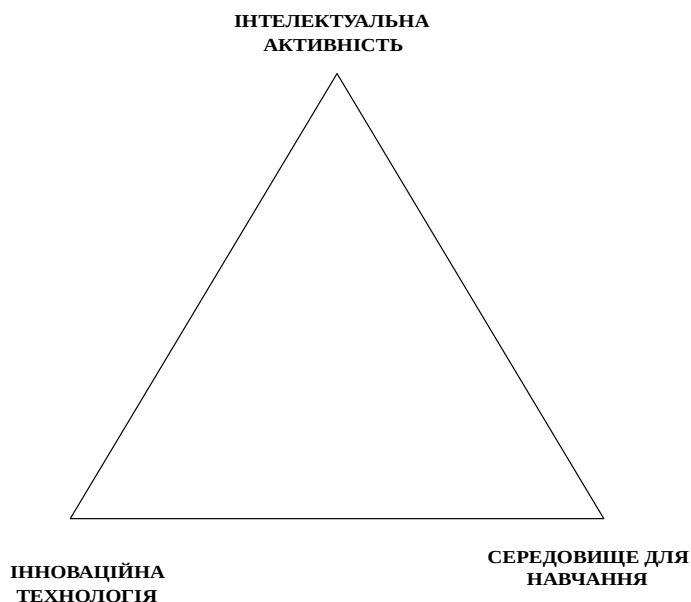 ІНТЕЛЕКТУАЛЬНА
АКТИВНІСТЬ
ІННОВАЦІЙНА
ТЕХНОЛОГІЯ
СЕРЕДОВИЩЕ ДЛЯ
НАВЧАННЯ